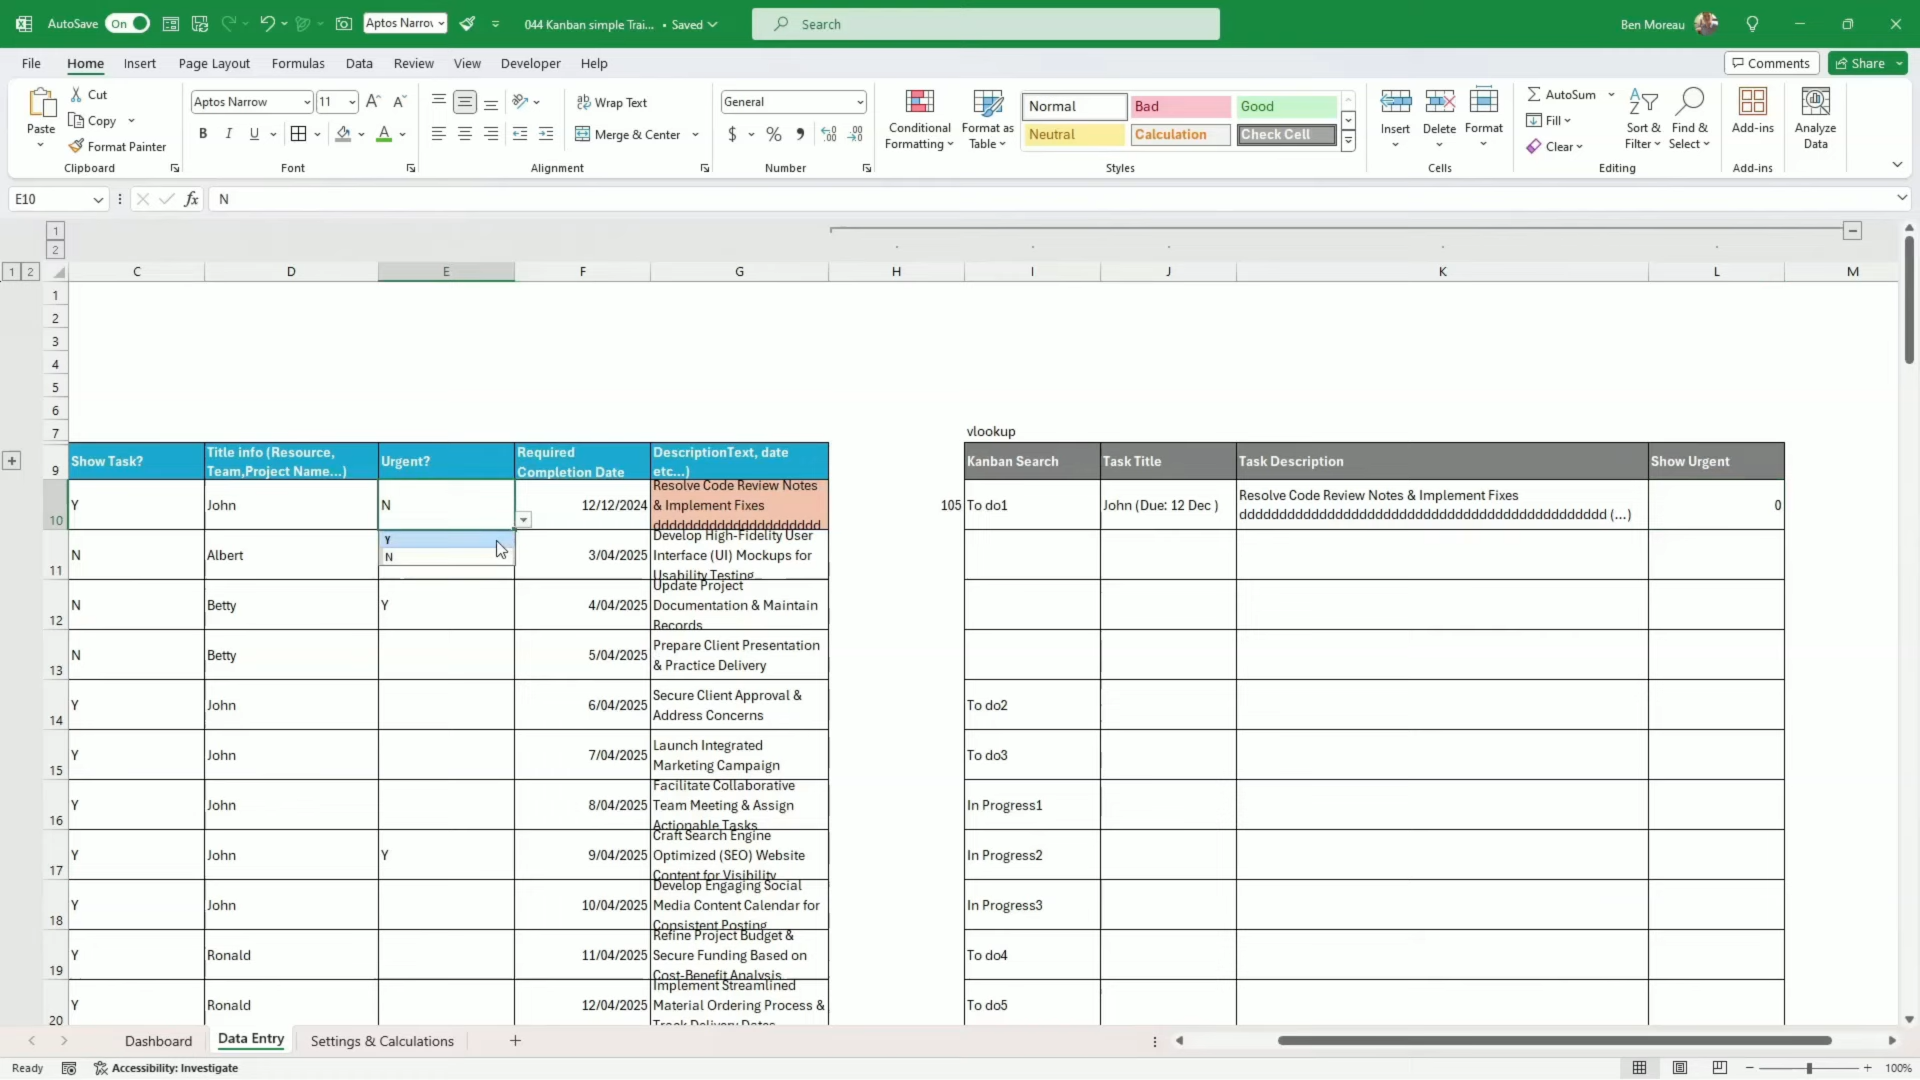 AutoSave On Aptos Narrov 044 Kanban simple Trai... • Saved Search Ben Moreau
File Home Insert Page Layout Formulas Data Review View Developer Help Comments Share
Paste Cut Copy Format Painter
Clipboard
Aptos Narrow 11
B I U
Font
Wrap Text
Merge & Center
Alignment
General
$ % 9
Number
Conditional Formatting
Format as Table
Normal Bad Good
Neutral Calculation Check Cell
Styles
Insert Delete Format
Cells
AutoSum
Fill
Clear
Sort & Filter
Find & Select
Editing
Add-ins
Add-ins
Analyze Data
E10 fx N
1
2
1 2 C D E F G H I J K L M
1
2
3
4
5
6
7 vlookup
9 Show Task? Title info (Resource, Team,Project Name...) Urgent? Required Completion Date DescriptionText, date etc...) Kanban Search Task Title Task Description Show Urgent
10 Y John N 12/12/2024 Resolve Code Review Notes & Implement Fixes dddddddddddddddddddd 105 To do1 John (Due: 12 Dec ) Resolve Code Review Notes & Implement Fixes dddddddddddddddddddddddddddddddddddddddddddd (...) 0
Y
N
11 N Albert 3/04/2025 Develop High-Fidelity User Interface (UI) Mockups for Usability Testing
12 N Betty Y 4/04/2025 Update Project Documentation & Maintain Records
13 N Betty 5/04/2025 Prepare Client Presentation & Practice Delivery
14 Y John 6/04/2025 Secure Client Approval & Address Concerns To do2
15 Y John 7/04/2025 Launch Integrated Marketing Campaign To do3
16 Y John 8/04/2025 Facilitate Collaborative Team Meeting & Assign Actionable Tasks In Progress1
17 Y John Y 9/04/2025 Craft Search Engine Optimized (SEO) Website Content for Visibility In Progress2
18 Y John 10/04/2025 Develop Engaging Social Media Content Calendar for Consistent Posting In Progress3
19 Y Ronald 11/04/2025 Refine Project Budget & Secure Funding Based on Cost-Benefit Analysis To do4
20 Y Ronald 12/04/2025 Implement Streamlined Material Ordering Process & Track Delivery Dates To do5
Dashboard Data Entry Settings & Calculations
Ready Accessibility: Investigate 100%